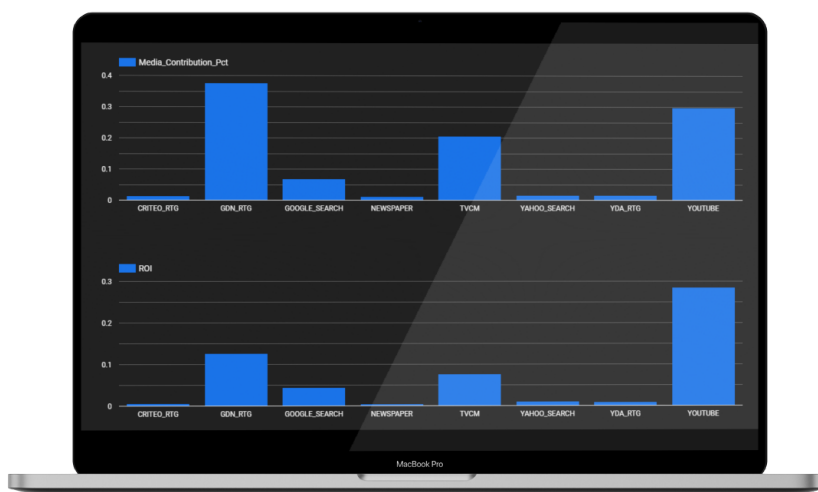 Media_Contribution_Pct
0.4
0.3
0.2
0.1
0
CRITEO_RTG GDN_RTG GOOGLE_SEARCH NEWSPAPER TVCM YAHOO_SEARCH YDA_RTG YOUTUBE
ROI
0.3
0.2
0.1
0
CRITEO_RTG GDN_RTG GOOGLE_SEARCH NEWSPAPER TVCM YAHOO_SEARCH YDA_RTG YOUTUBE
MacBook Pro